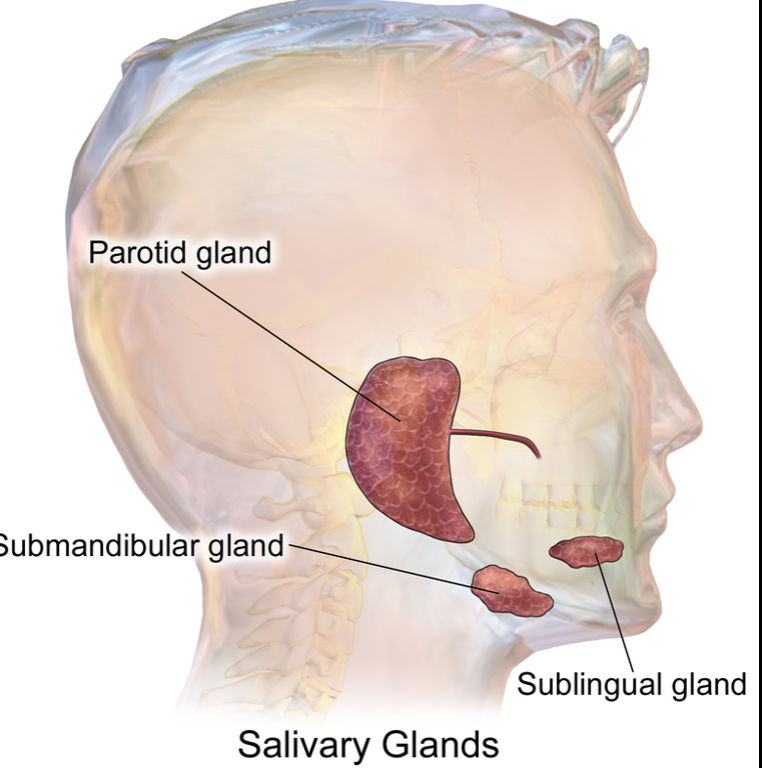 Parotid gland
Submandibular gland
Sublingual gland
Salivary Glands